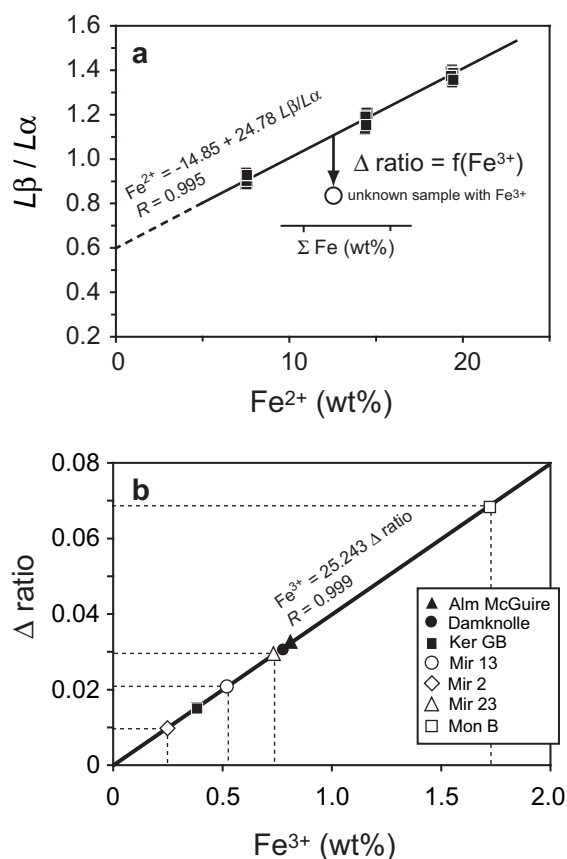 a
1.6
1.4
1.2
1.0
0.8
0.6
0.4
0.2
Lβ / Lα
Fe²⁺ = -14.85 + 24.78 Lβ/Lα
R = 0.995
Δ ratio = f(Fe³⁺)
unknown sample with Fe³⁺
Σ Fe (wt%)
0 10 20
Fe²⁺ (wt%)
b
0.08
0.06
0.04
0.02
0
Δ ratio
Fe³⁺ = 25.243 Δ ratio
R = 0.999
Alm McGuire
Damknolle
Ker GB
Mir 13
Mir 2
Mir 23
Mon B
0 0.5 1.0 1.5 2.0
Fe³⁺ (wt%)